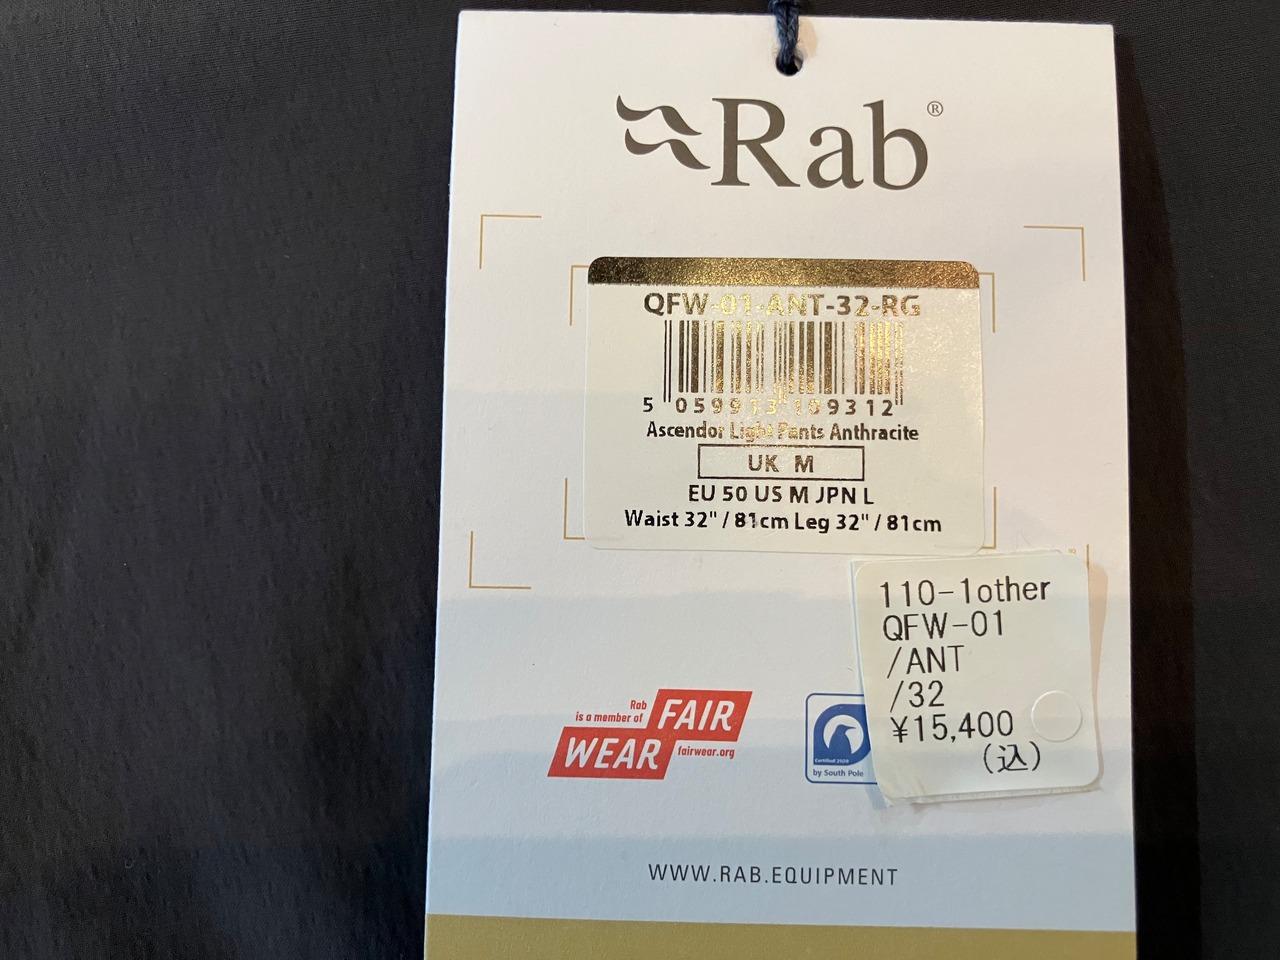 Rab®
QFW-01-ANT-32-RG
5 059913 189312
Ascendor Light Pants Anthracite
UK M
EU 50 US M JPN L
Waist 32" / 81cm Leg 32" / 81cm
110-1other
QFW-01
/ANT
/32
¥15,400
(込)
Rab
is a member of
FAIR
WEAR
fairwear.org
Certified 2020
by South Pole
WWW.RAB.EQUIPMENT